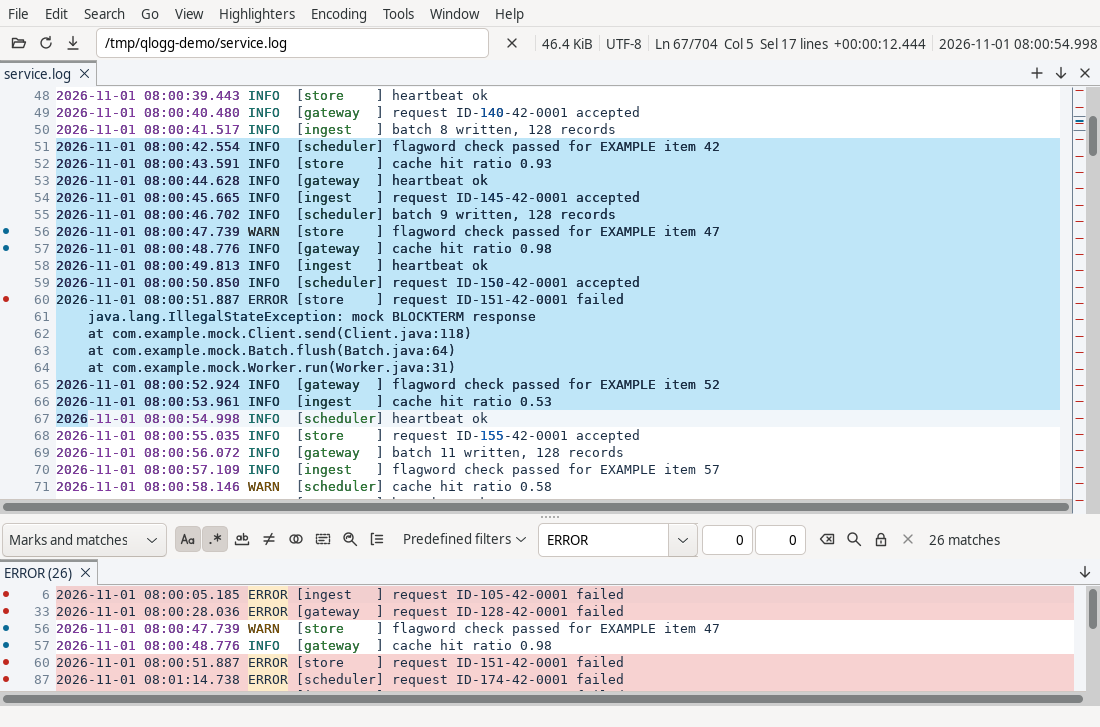 File Edit Search Go View Highlighters Encoding Tools Window Help
/tmp/qlogg-demo/service.log 46.4 KiB UTF-8 Ln 67/704 Col 5 Sel 17 lines +00:00:12.444 2026-11-01 08:00:54.998
service.log
48 2026-11-01 08:00:39.443 INFO [store ] heartbeat ok
49 2026-11-01 08:00:40.480 INFO [gateway ] request ID-140-42-0001 accepted
50 2026-11-01 08:00:41.517 INFO [ingest ] batch 8 written, 128 records
51 2026-11-01 08:00:42.554 INFO [scheduler] flagword check passed for EXAMPLE item 42
52 2026-11-01 08:00:43.591 INFO [store ] cache hit ratio 0.93
53 2026-11-01 08:00:44.628 INFO [gateway ] heartbeat ok
54 2026-11-01 08:00:45.665 INFO [ingest ] request ID-145-42-0001 accepted
55 2026-11-01 08:00:46.702 INFO [scheduler] batch 9 written, 128 records
56 2026-11-01 08:00:47.739 WARN [store ] flagword check passed for EXAMPLE item 47
57 2026-11-01 08:00:48.776 INFO [gateway ] cache hit ratio 0.98
58 2026-11-01 08:00:49.813 INFO [ingest ] heartbeat ok
59 2026-11-01 08:00:50.850 INFO [scheduler] request ID-150-42-0001 accepted
60 2026-11-01 08:00:51.887 ERROR [store ] request ID-151-42-0001 failed
61 java.lang.IllegalStateException: mock BLOCKTERM response
62 at com.example.mock.Client.send(Client.java:118)
63 at com.example.mock.Batch.flush(Batch.java:64)
64 at com.example.mock.Worker.run(Worker.java:31)
65 2026-11-01 08:00:52.924 INFO [gateway ] flagword check passed for EXAMPLE item 52
66 2026-11-01 08:00:53.961 INFO [ingest ] cache hit ratio 0.53
67 2026-11-01 08:00:54.998 INFO [scheduler] heartbeat ok
68 2026-11-01 08:00:55.035 INFO [store ] request ID-155-42-0001 accepted
69 2026-11-01 08:00:56.072 INFO [gateway ] batch 11 written, 128 records
70 2026-11-01 08:00:57.109 INFO [ingest ] flagword check passed for EXAMPLE item 57
71 2026-11-01 08:00:58.146 WARN [scheduler] cache hit ratio 0.58
Marks and matches Aa .* ab Predefined filters ERROR 0 0 26 matches
ERROR (26)
6 2026-11-01 08:00:05.185 ERROR [ingest ] request ID-105-42-0001 failed
33 2026-11-01 08:00:28.036 ERROR [gateway ] request ID-128-42-0001 failed
56 2026-11-01 08:00:47.739 WARN [store ] flagword check passed for EXAMPLE item 47
57 2026-11-01 08:00:48.776 INFO [gateway ] cache hit ratio 0.98
60 2026-11-01 08:00:51.887 ERROR [store ] request ID-151-42-0001 failed
87 2026-11-01 08:01:14.738 ERROR [scheduler] request ID-174-42-0001 failed